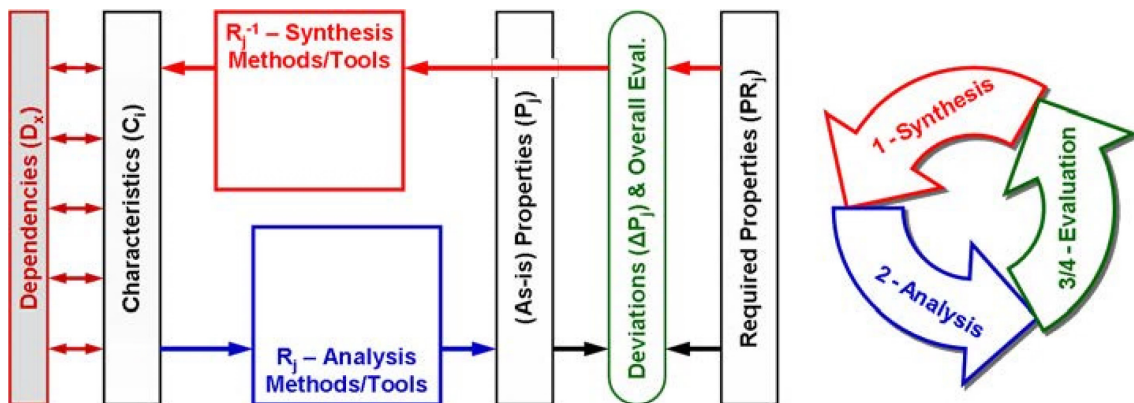 Dependencies (Dₓ)
Characteristics (Cᵢ)
Rⱼ⁻¹ – Synthesis
Methods/Tools
Rⱼ – Analysis
Methods/Tools
(As-is) Properties (Pⱼ)
Deviations (ΔPⱼ) & Overall Eval.
Required Properties (PRⱼ)
1 - Synthesis
2 - Analysis
3/4 - Evaluation